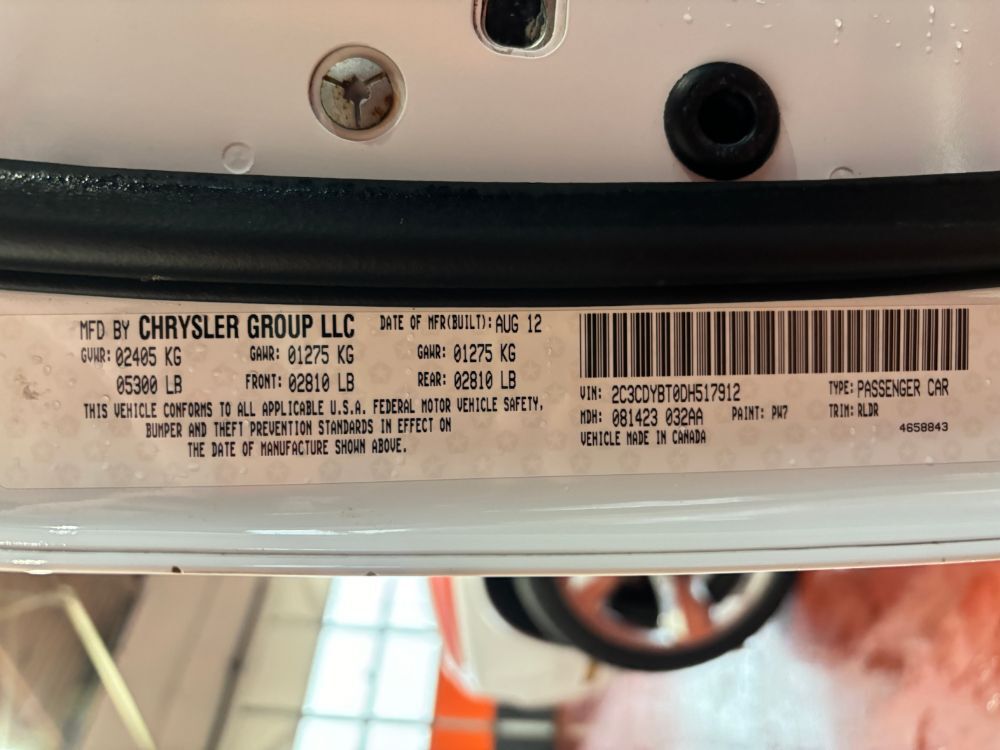 MFD BY CHRYSLER GROUP LLC DATE OF MFR(BUILT): AUG 12
GVWR: 02405 KG GAWR: 01275 KG GAWR: 01275 KG
05300 LB FRONT: 02810 LB REAR: 02810 LB
THIS VEHICLE CONFORMS TO ALL APPLICABLE U.S.A. FEDERAL MOTOR VEHICLE SAFETY,
BUMPER AND THEFT PREVENTION STANDARDS IN EFFECT ON
THE DATE OF MANUFACTURE SHOWN ABOVE.
VIN: 2C3CDYBT0DH517912 TYPE: PASSENGER CAR
MDH: 081423 032AA PAINT: PW7 TRIM: RLDR
VEHICLE MADE IN CANADA 4658843